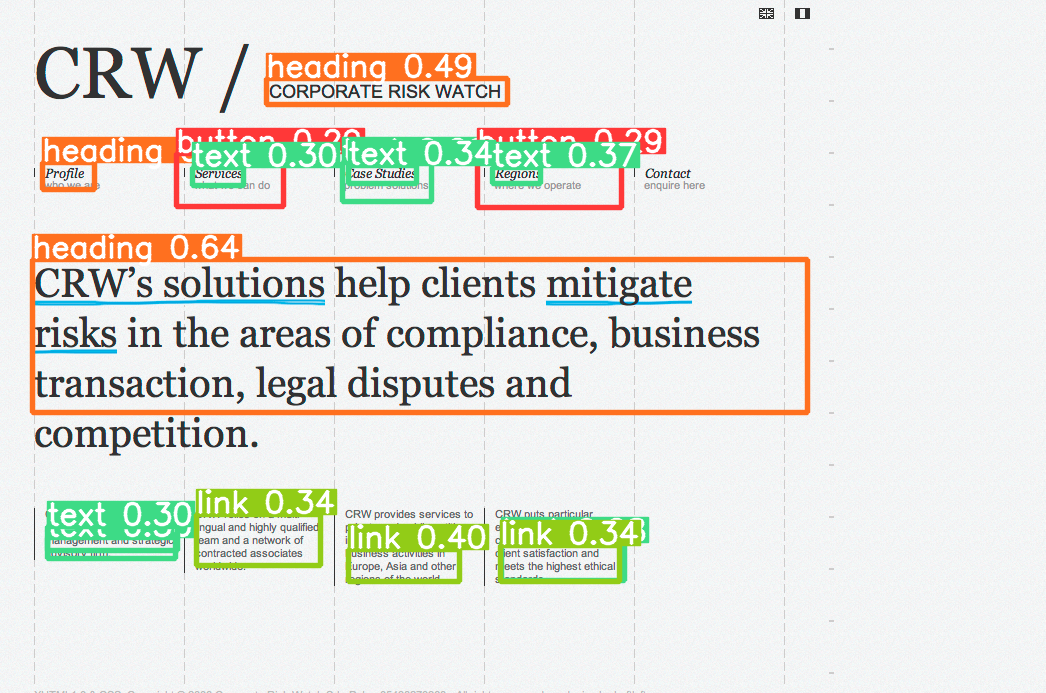 CRW /
heading 0.49
CORPORATE RISK WATCH
heading
button 0.29
text 0.30
text 0.34
button 0.29
text 0.37
Profile
Services
Case Studies
Regions
Contact
who we are
what we can do
problem solutions
where we operate
enquire here
heading 0.64
CRW’s solutions help clients mitigate
risks in the areas of compliance, business
transaction, legal disputes and
competition.
text 0.30
management and strategic
advisory firm.
link 0.34
lingual and highly qualified
team and a network of
contracted associates
worldwide.
CRW provides services to
link 0.40
business activities in
Europe, Asia and other
regions of the world.
CRW puts particular
link 0.34
client satisfaction and
meets the highest ethical
standards.